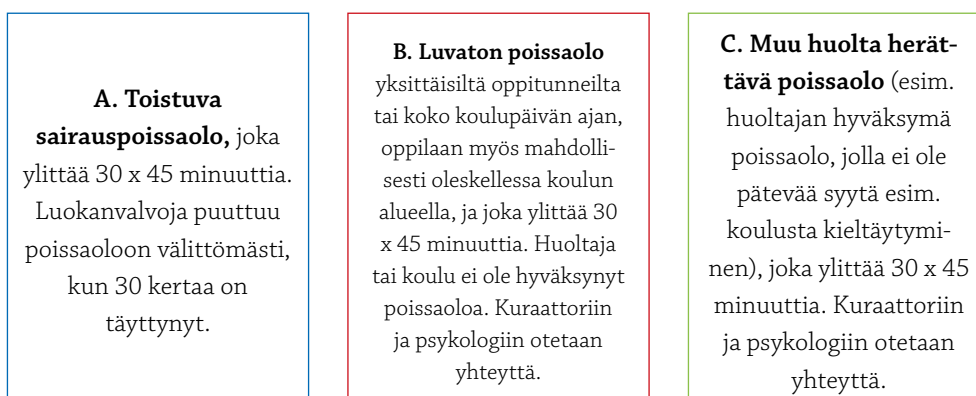 A. Toistuva
sairauspoissaolo, joka
ylittää 30 x 45 minuuttia.
Luokanvalvoja puuttuu
poissaoloon välittömästi,
kun 30 kertaa on
täyttynyt.
B. Luvaton poissaolo
yksittäisiltä oppitunneilta
tai koko koulupäivän ajan,
oppilaan myös mahdolli-
sesti oleskellessa koulun
alueella, ja joka ylittää 30
x 45 minuuttia. Huoltaja
tai koulu ei ole hyväksynyt
poissaoloa. Kuraattoriin
ja psykologiin otetaan
yhteyttä.
C. Muu huolta herät-
tävä poissaolo (esim.
huoltajan hyväksymä
poissaolo, jolla ei ole
pätevää syytä esim.
koulusta kieltäytymi-
nen), joka ylittää 30 x 45
minuuttia. Kuraattoriin
ja psykologiin otetaan
yhteyttä.